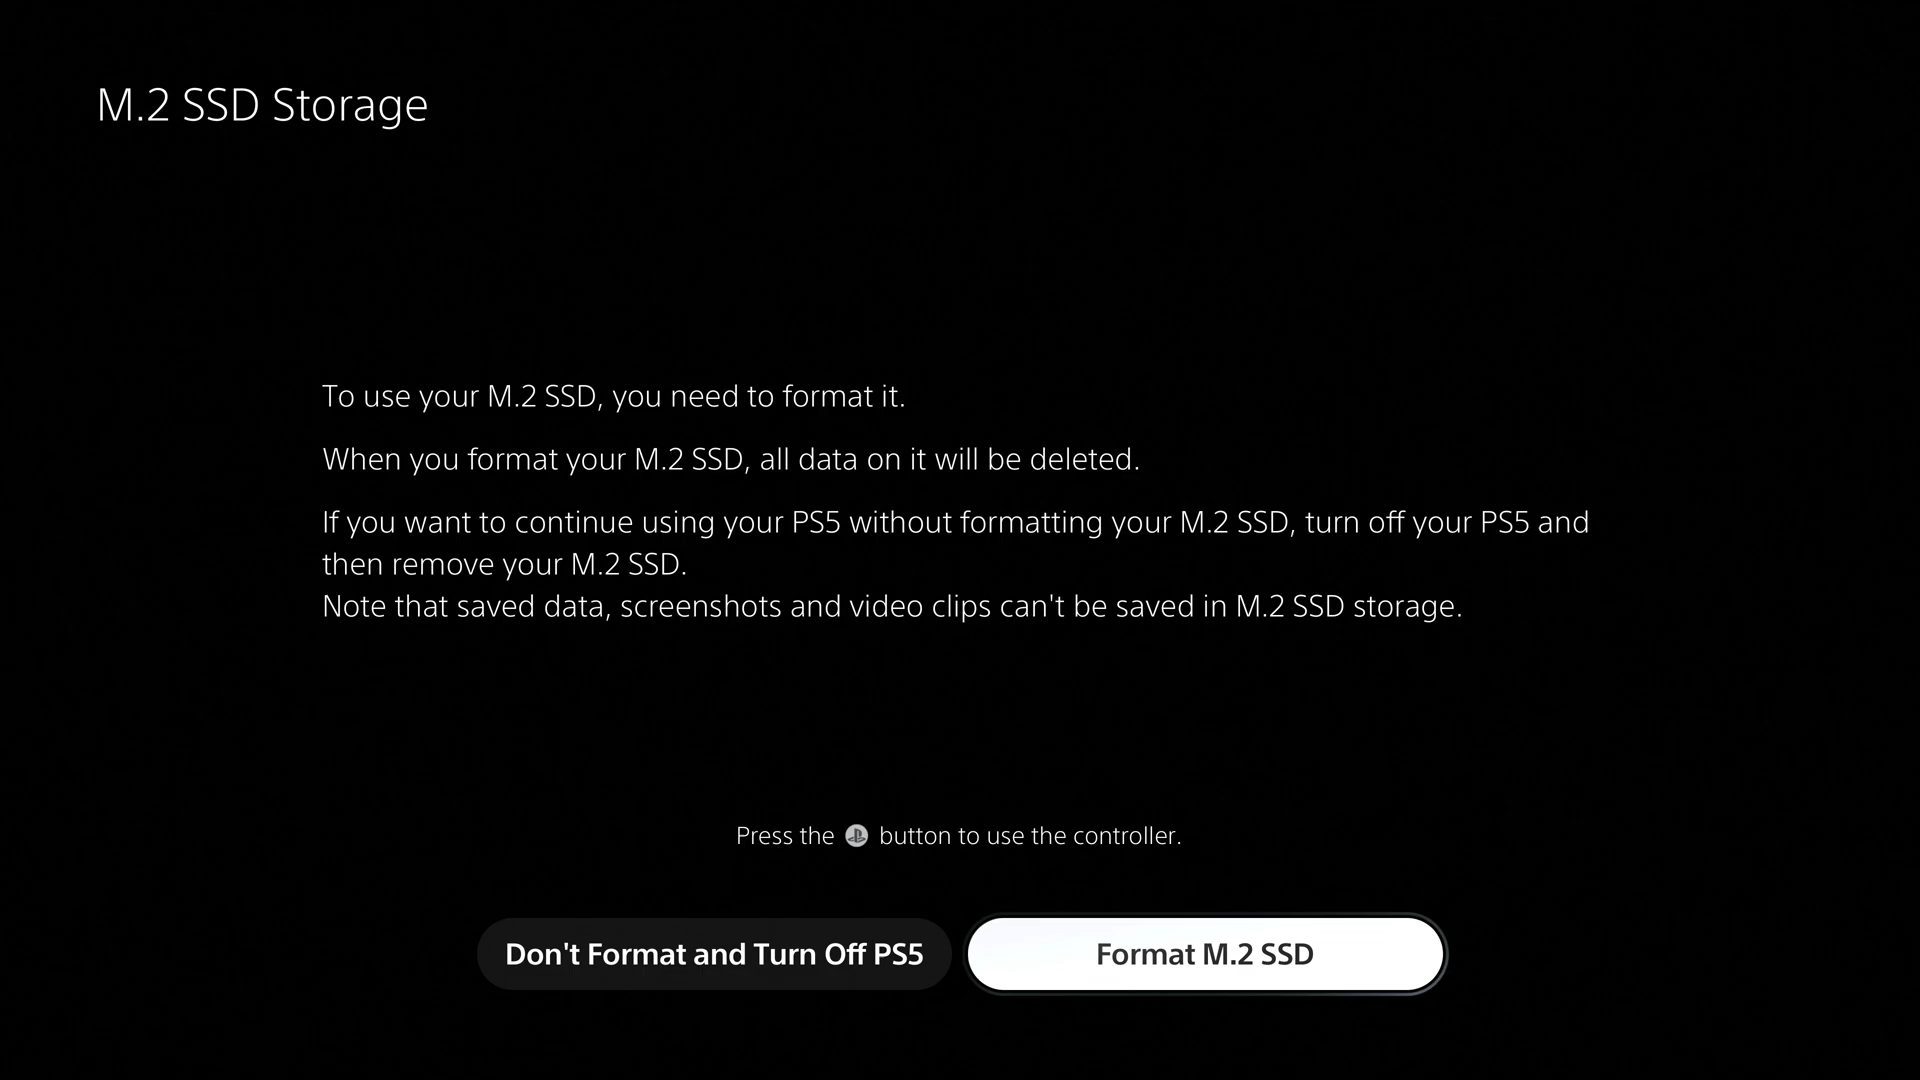 M.2 SSD Storage
To use your M.2 SSD, you need to format it.
When you format your M.2 SSD, all data on it will be deleted.
If you want to continue using your PS5 without formatting your M.2 SSD, turn off your PS5 and
then remove your M.2 SSD.
Note that saved data, screenshots and video clips can't be saved in M.2 SSD storage.
Press the button to use the controller.
Don't Format and Turn Off PS5
Format M.2 SSD